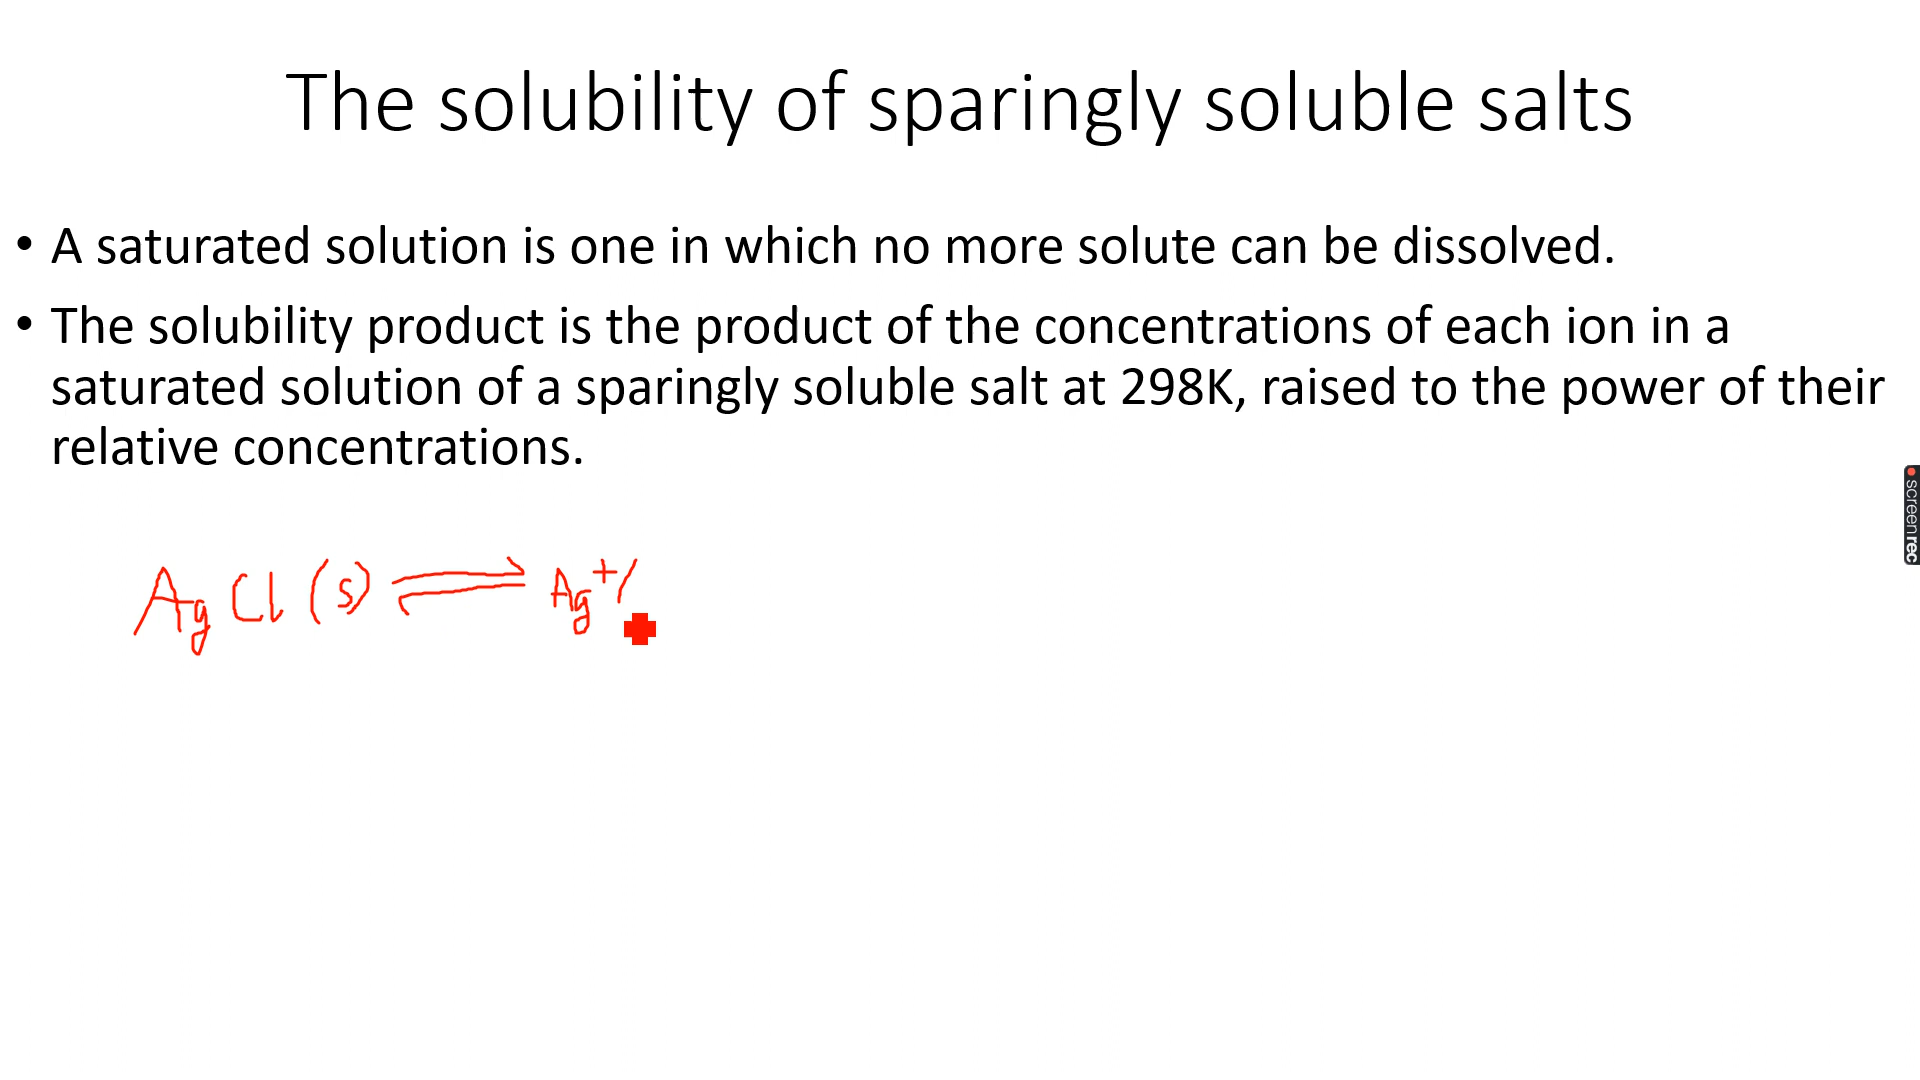 The solubility of sparingly soluble salts
• A saturated solution is one in which no more solute can be dissolved.
• The solubility product is the product of the concentrations of each ion in a
saturated solution of a sparingly soluble salt at 298K, raised to the power of their
relative concentrations.
AgCl (s) ⇌ Ag⁺
screenrec